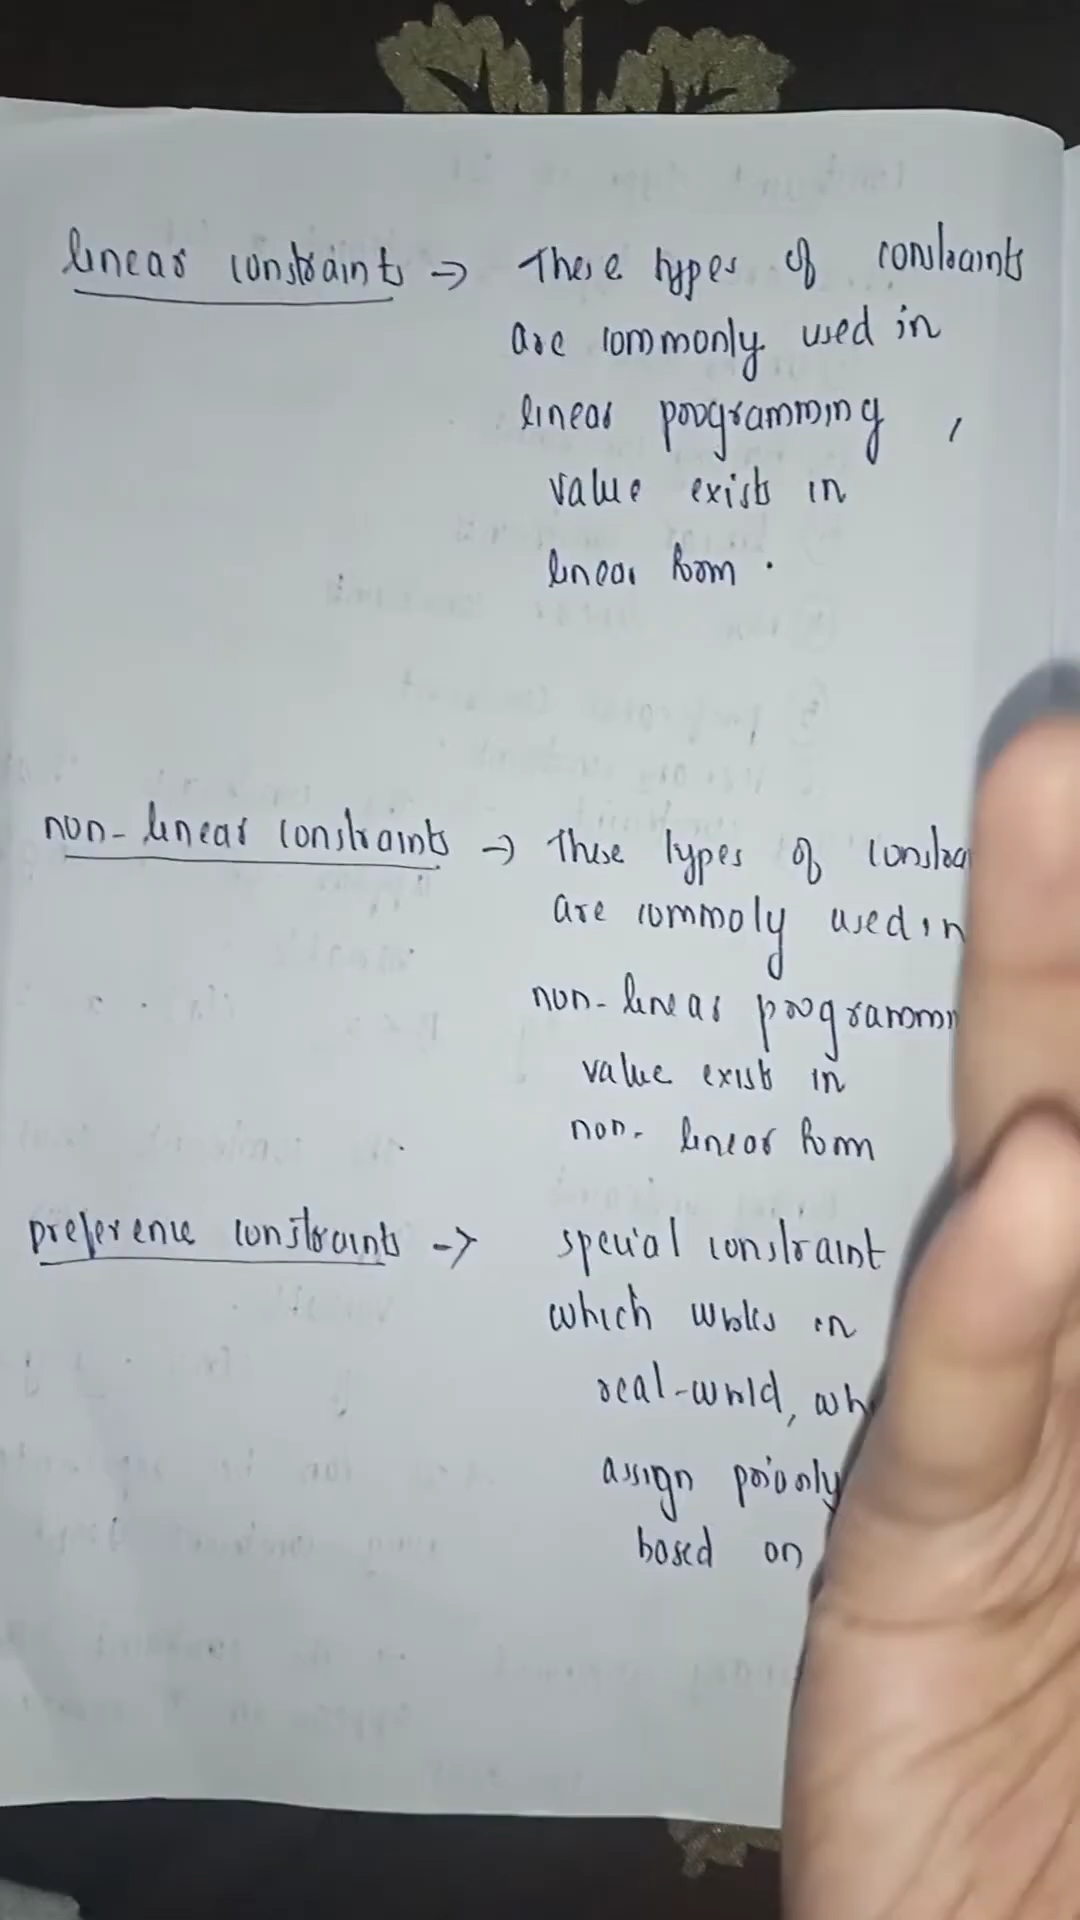 linear constraints → These types of constraints
are commonly used in
linear programming ,
value exists in
linear form .
non-linear constraints → These types of
are commoly used in
non-linear
value exists in
non- linear form
preference constraints → special constraint
which works in
real-world,
assign
based on